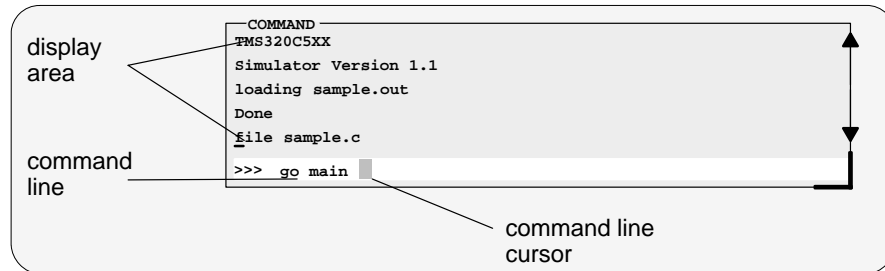 COMMAND
TMS320C5XX
Simulator Version 1.1
loading sample.out
Done
file sample.c
>>> go main
display
area
command
line
command line
cursor